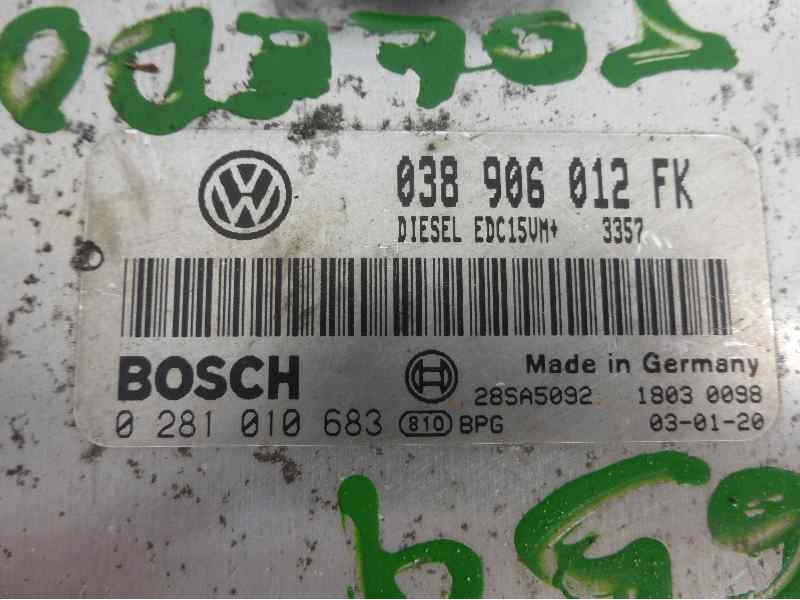 038 906 012 FK
DIESEL EDC15VM+ 3357
BOSCH Made in Germany
28SA5092 1803 0098
0 281 010 683 810 BPG 03-01-20